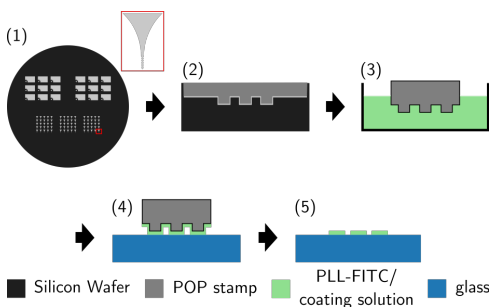 (1)
(2)
(3)
(4)
(5)
Silicon Wafer
POP stamp
PLL-FITC/
coating solution
glass